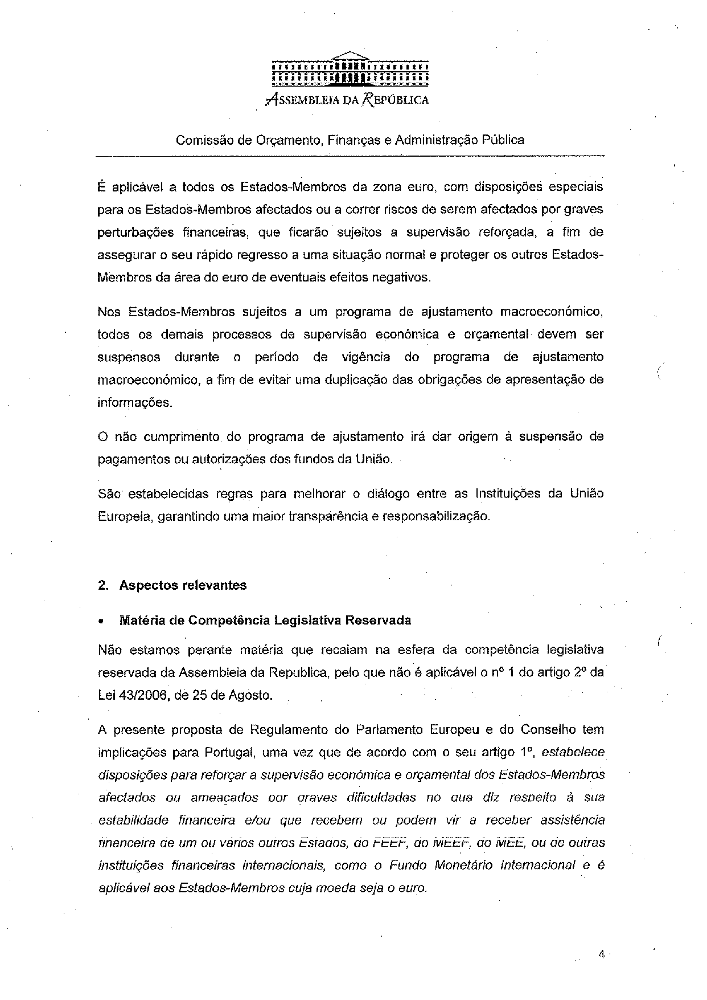 ASSEMBLEIA DA REPÚBLICA
Comissão de Orçamento, Finanças e Administração Pública
É aplicável a todos os Estados-Membros da zona euro, com disposições especiais
para os Estados-Membros afectados ou a correr riscos de serem afectados por graves
perturbações financeiras, que ficarão sujeitos a supervisão reforçada, a fim de
assegurar o seu rápido regresso a uma situação normal e proteger os outros Estados-
Membros da área do euro de eventuais efeitos negativos.
Nos Estados-Membros sujeitos a um programa de ajustamento macroeconómico,
todos os demais processos de supervisão económica e orçamental devem ser
suspensos durante o período de vigência do programa de ajustamento
macroeconómico, a fim de evitar uma duplicação das obrigações de apresentação de
informações.
O não cumprimento do programa de ajustamento irá dar origem à suspensão de
pagamentos ou autorizações dos fundos da União.
São estabelecidas regras para melhorar o diálogo entre as Instituições da União
Europeia, garantindo uma maior transparência e responsabilização.
2. Aspectos relevantes
• Matéria de Competência Legislativa Reservada
Não estamos perante matéria que recaiam na esfera da competência legislativa
reservada da Assembleia da Republica, pelo que não é aplicável o nº 1 do artigo 2º da
Lei 43/2006, de 25 de Agosto.
A presente proposta de Regulamento do Parlamento Europeu e do Conselho tem
implicações para Portugal, uma vez que de acordo com o seu artigo 1º, estabelece
disposições para reforçar a supervisão económica e orçamental dos Estados-Membros
afectados ou ameaçados por graves dificuldades no que diz respeito à sua
estabilidade financeira e/ou que recebem ou podem vir a receber assistência
financeira de um ou vários outros Estados, do FEEF, do MEEF, do MEE, ou de outras
instituições financeiras internacionais, como o Fundo Monetário Internacional e é
aplicável aos Estados-Membros cuja moeda seja o euro.
4